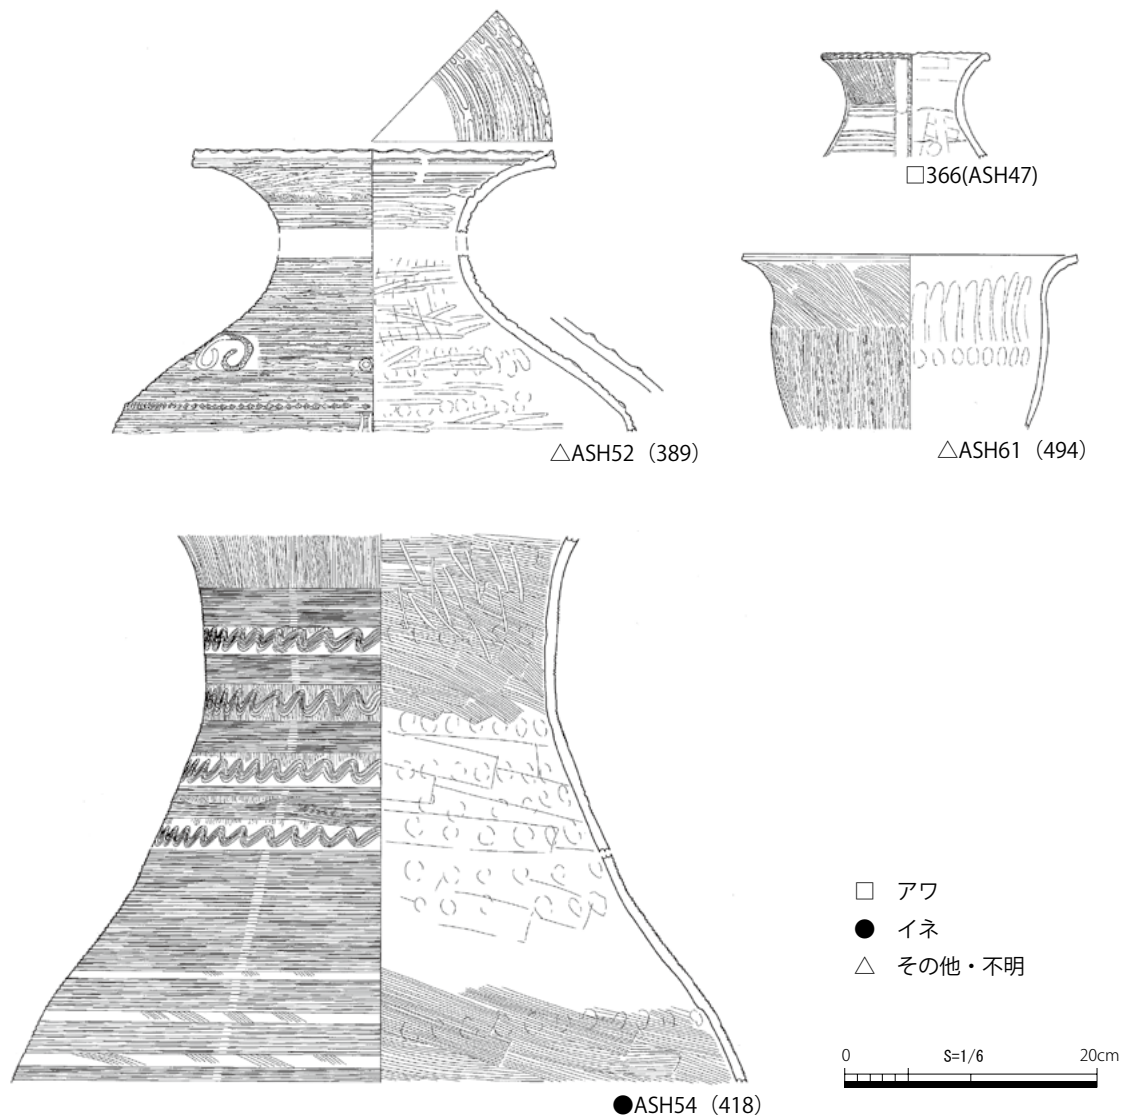 □366(ASH47)
△ASH52（389）
△ASH61（494）
□ アワ
● イネ
△ その他・不明
0 S=1/6 20cm
●ASH54（418）